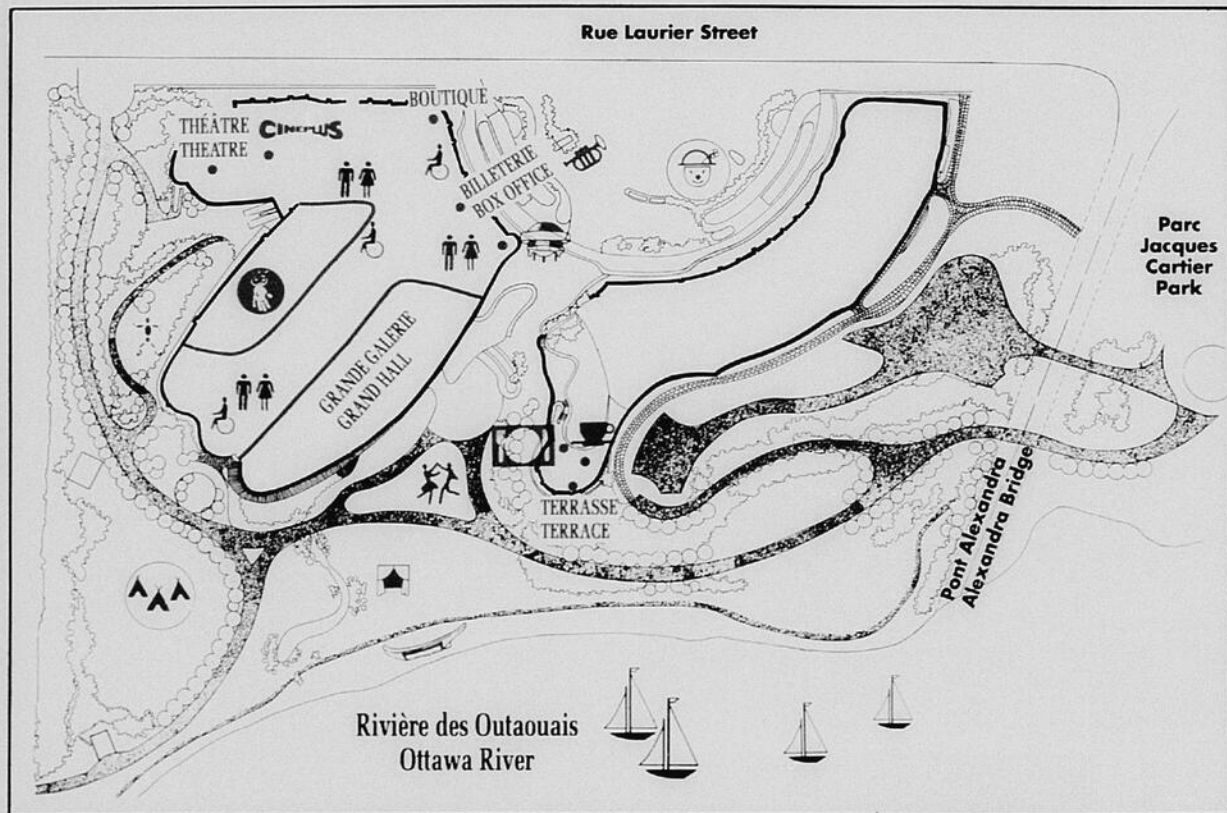 Rue Laurier Street
BOUTIQUE
THÉÂTRE
THEATRE
CINEPLUS
BILLETERIE
BOX OFFICE
Parc
Jacques
Cartier
Park
GRANDE GALERIE
GRAND HALL
TERRASSE
TERRACE
Pont Alexandra
Alexandra Bridge
Rivière des Outaouais
Ottawa River